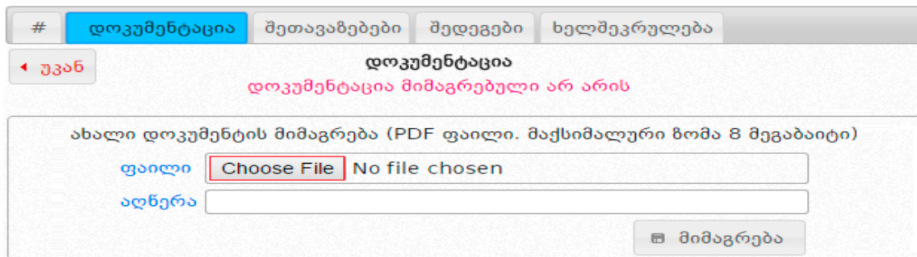 # დოკუმენტაცია შეთავაზებები შედეგები ხელშეკრულება
უკან
დოკუმენტაცია
დოკუმენტაცია მიმაგრებული არ არის
ახალი დოკუმენტის მიმაგრება (PDF ფაილი. მაქსიმალური ზომა 8 მეგაბაიტი)
ფაილი Choose File No file chosen
აღწერა
მიმაგრება